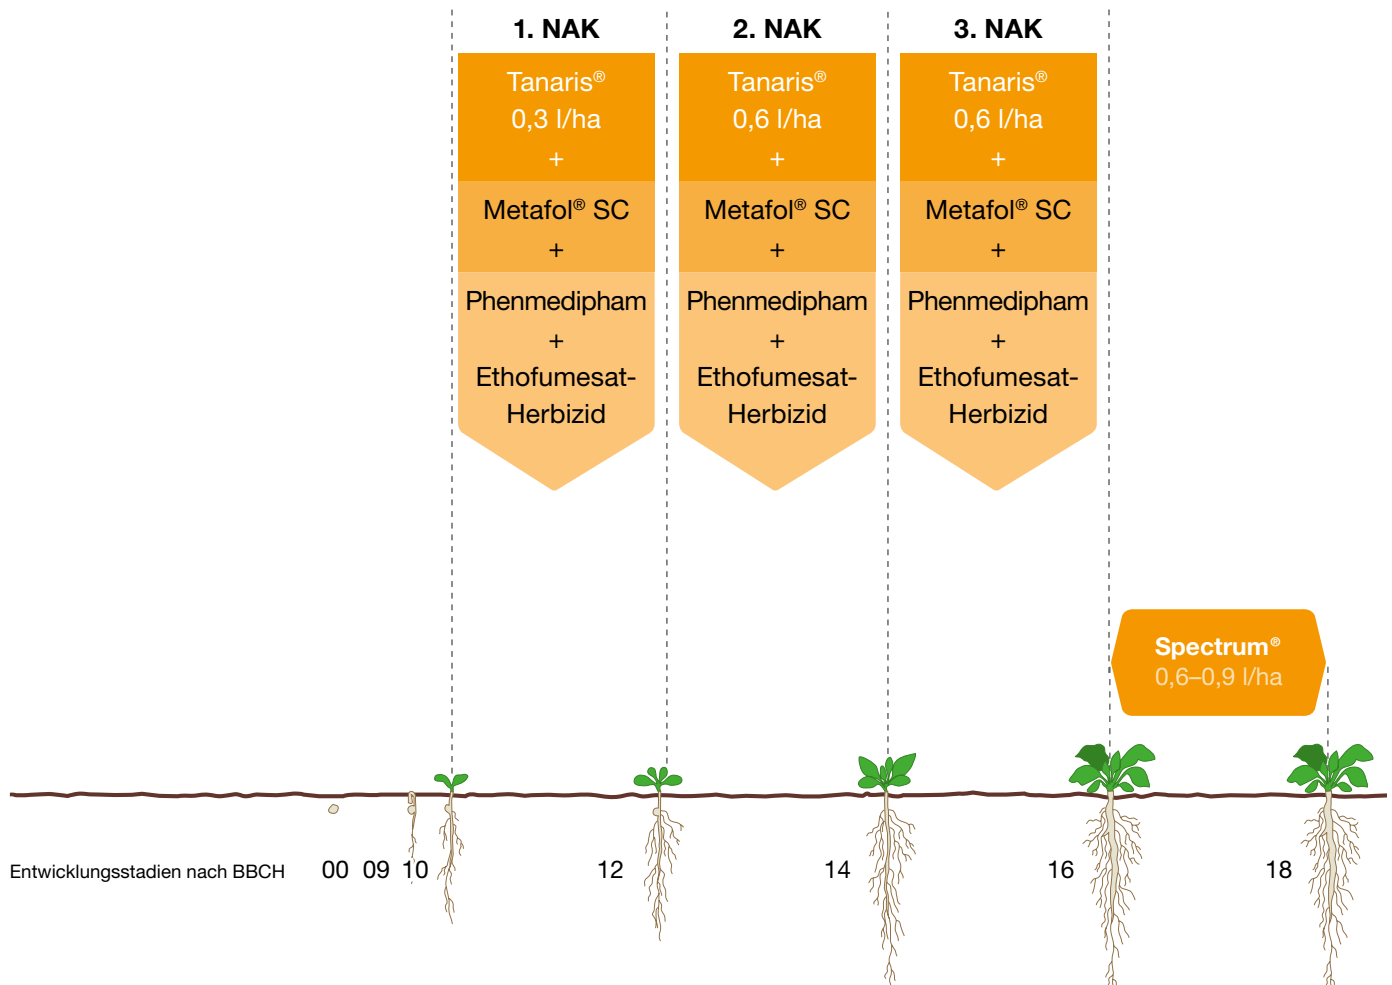 1. NAK
Tanaris®
0,3 l/ha
+
Metafol® SC
+
Phenmedipham
+
Ethofumesat-
Herbizid
2. NAK
Tanaris®
0,6 l/ha
+
Metafol® SC
+
Phenmedipham
+
Ethofumesat-
Herbizid
3. NAK
Tanaris®
0,6 l/ha
+
Metafol® SC
+
Phenmedipham
+
Ethofumesat-
Herbizid
Spectrum®
0,6–0,9 l/ha
Entwicklungsstadien nach BBCH 00 09 10 12 14 16 18